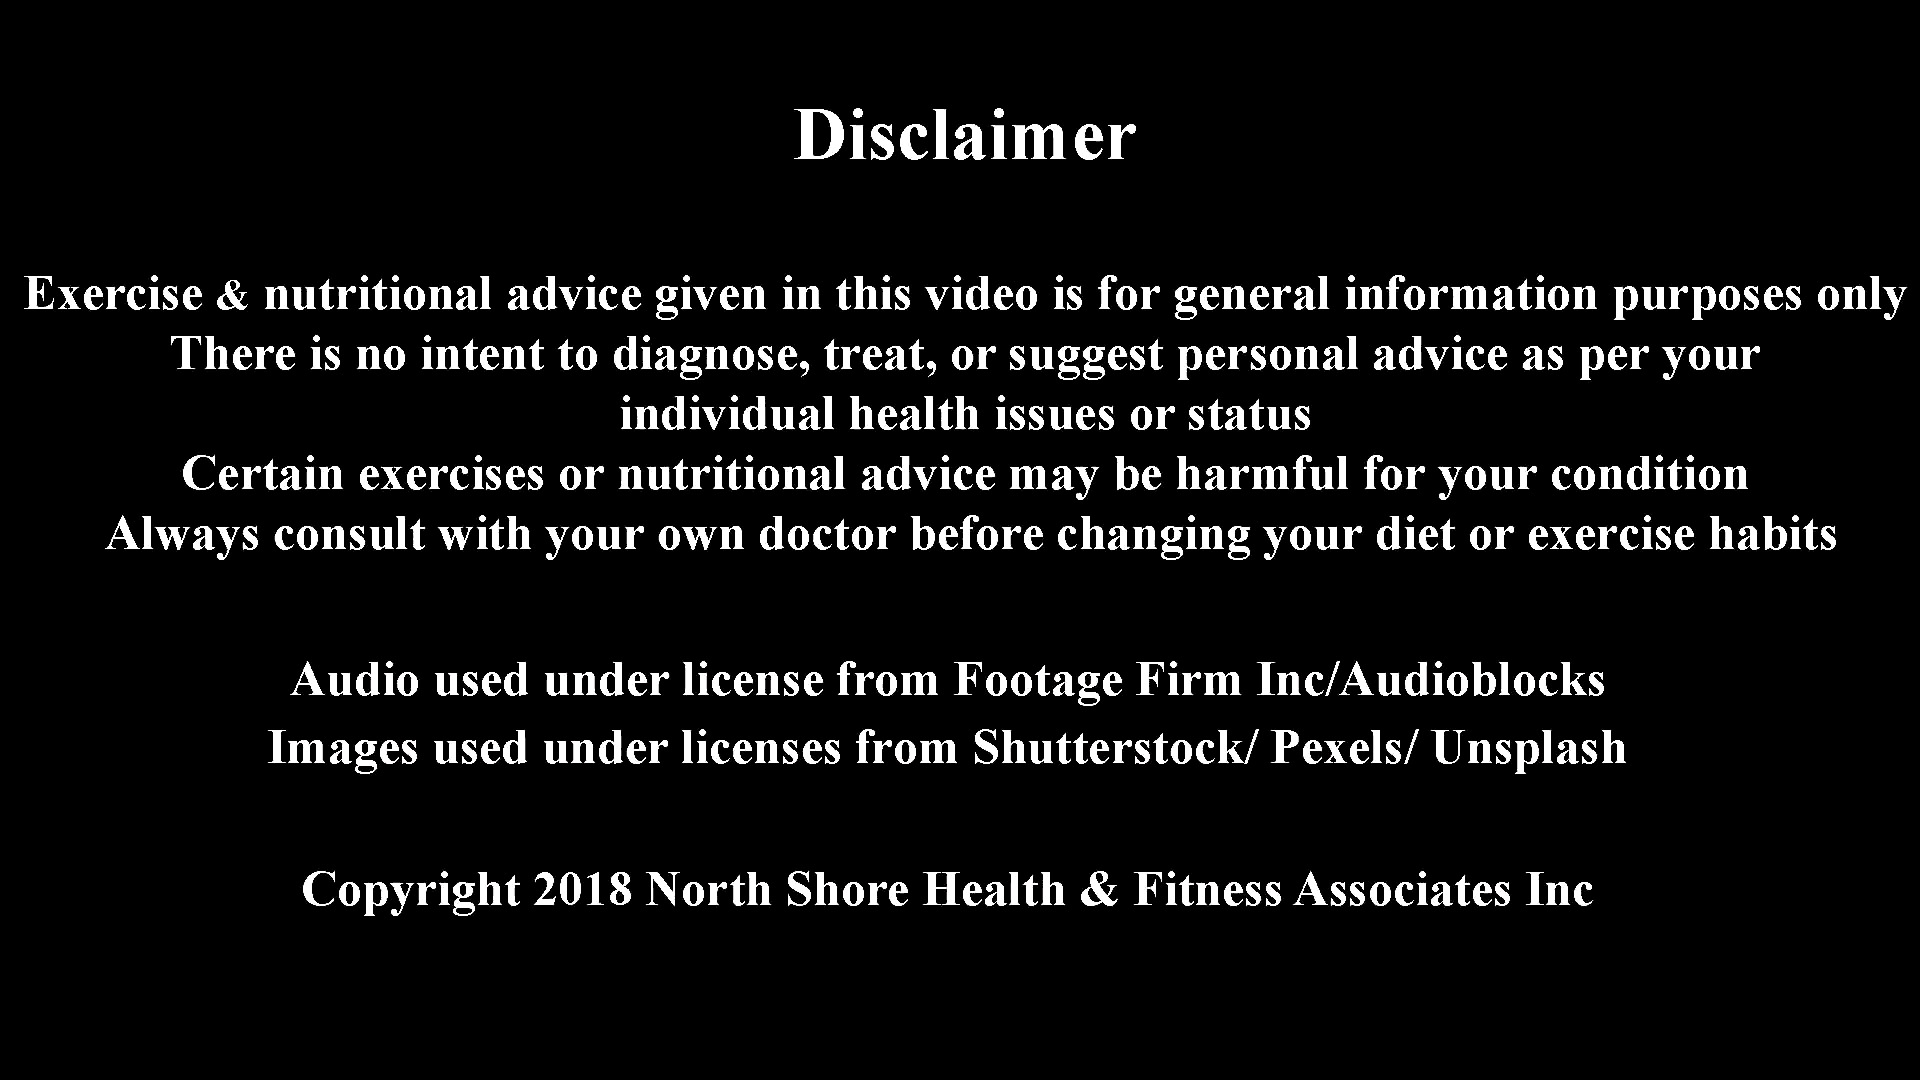 Disclaimer
Exercise & nutritional advice given in this video is for general information purposes only
There is no intent to diagnose, treat, or suggest personal advice as per your
individual health issues or status
Certain exercises or nutritional advice may be harmful for your condition
Always consult with your own doctor before changing your diet or exercise habits
Audio used under license from Footage Firm Inc/Audioblocks
Images used under licenses from Shutterstock/ Pexels/ Unsplash
Copyright 2018 North Shore Health & Fitness Associates Inc